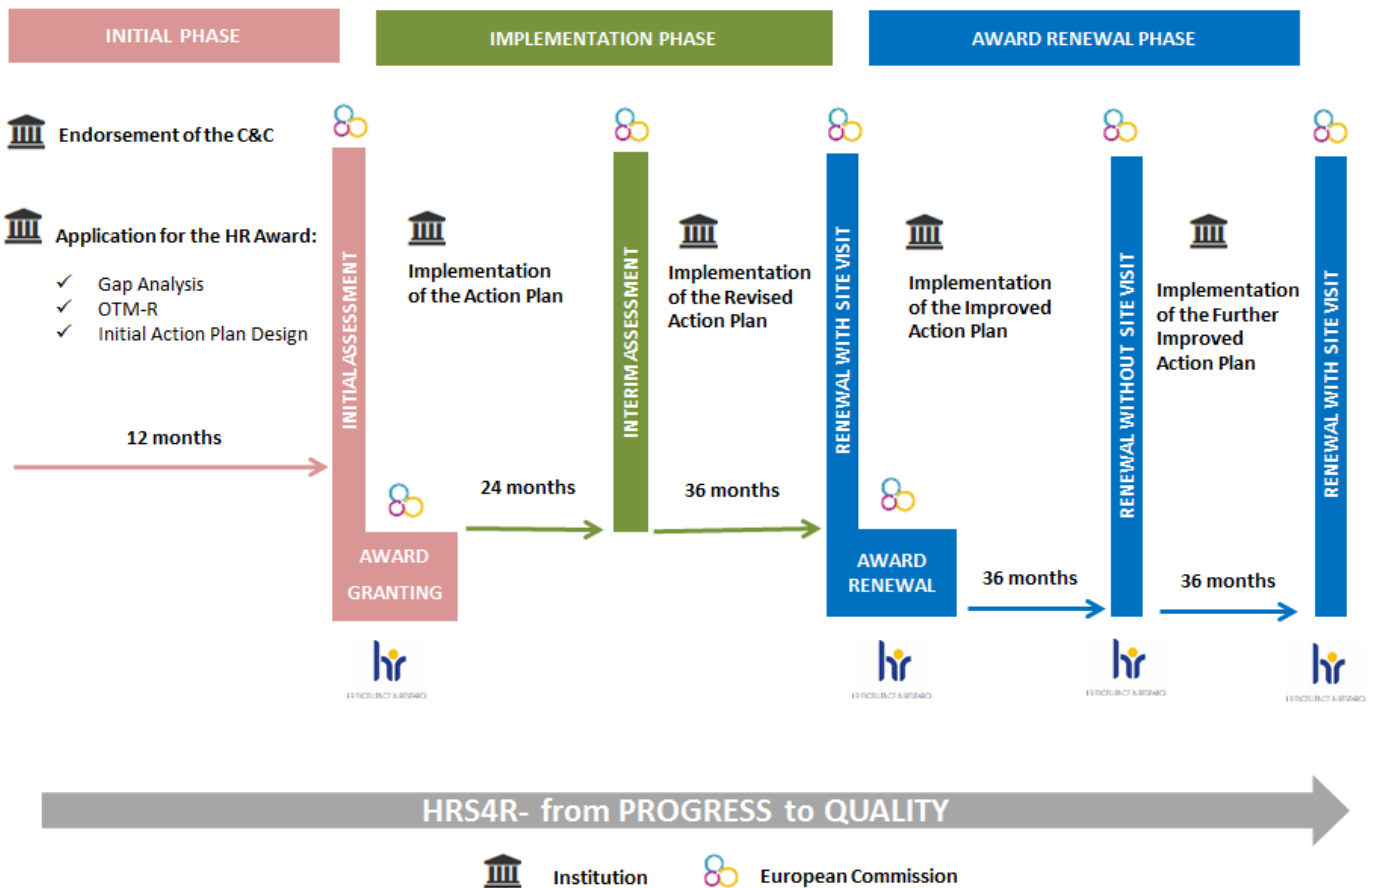 INITIAL PHASE
IMPLEMENTATION PHASE
AWARD RENEWAL PHASE
Endorsement of the C&C
Application for the HR Award:
✓ Gap Analysis
✓ OTM-R
✓ Initial Action Plan Design
12 months
INITIAL ASSESSMENT
AWARD
GRANTING
hr
Implementation
of the Action Plan
24 months
INTERIM ASSESSMENT
Implementation
of the Revised
Action Plan
36 months
RENEWAL WITH SITE VISIT
AWARD
RENEWAL
hr
Implementation
of the Improved
Action Plan
36 months
RENEWAL WITHOUT SITE VISIT
hr
Implementation
of the Further
Improved
Action Plan
36 months
RENEWAL WITH SITE VISIT
hr
HRS4R- from PROGRESS to QUALITY
Institution
European Commission